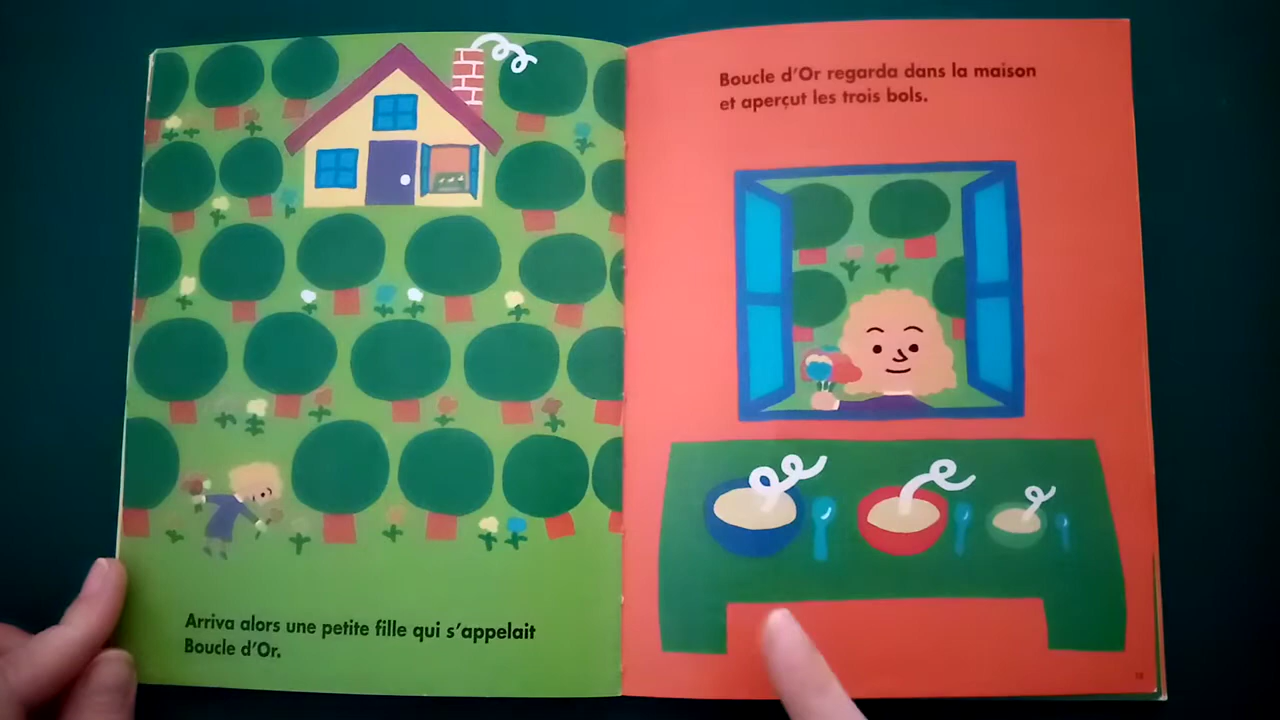 Arriva alors une petite fille qui s'appelait
Boucle d'Or.
Boucle d'Or regarda dans la maison
et aperçut les trois bols.